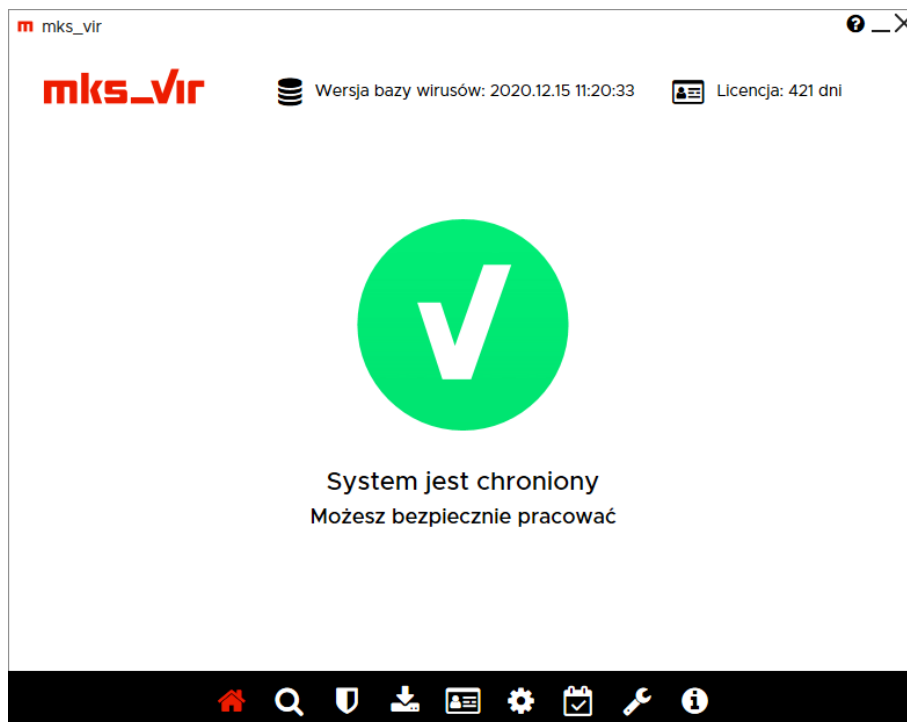 mks_vir
mks_vir
Wersja bazy wirusów: 2020.12.15 11:20:33
Licencja: 421 dni
System jest chroniony
Możesz bezpiecznie pracować